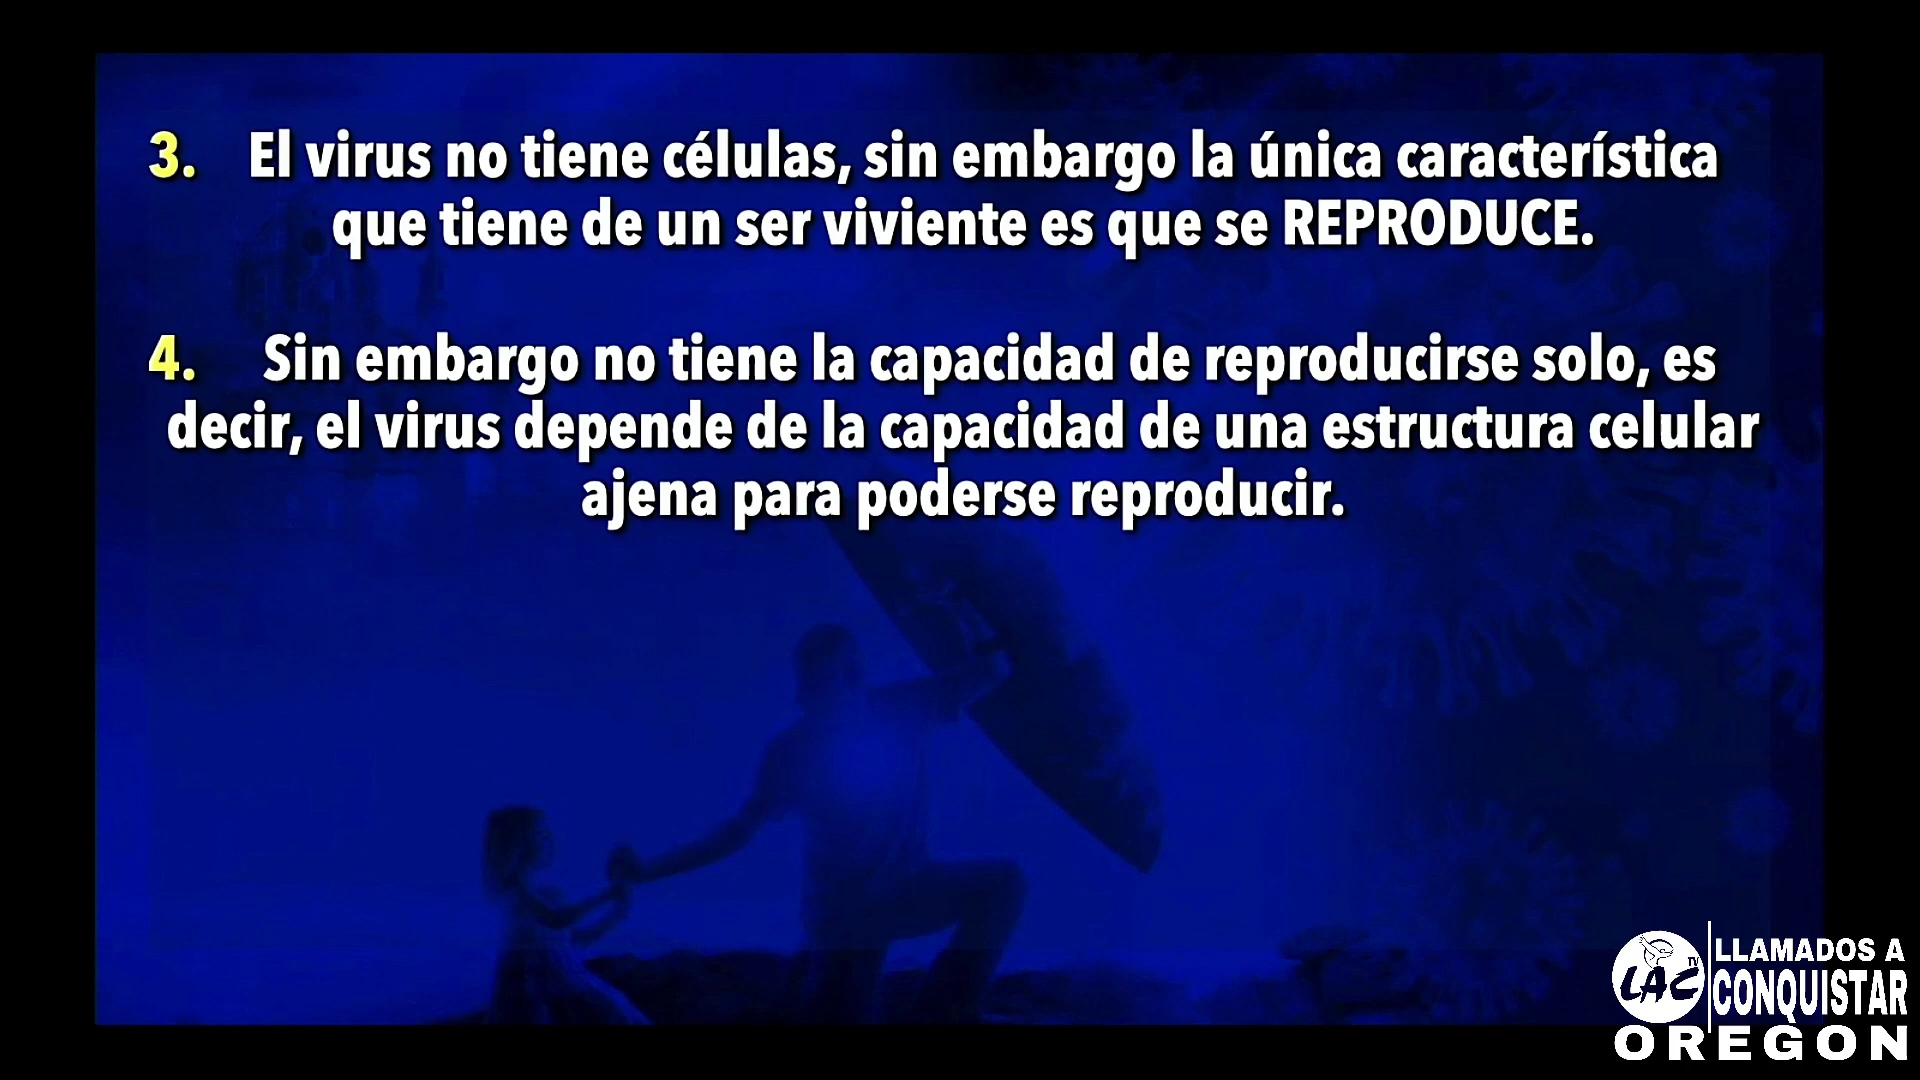 3. El virus no tiene células, sin embargo la única característica
que tiene de un ser viviente es que se REPRODUCE.
4. Sin embargo no tiene la capacidad de reproducirse solo, es
decir, el virus depende de la capacidad de una estructura celular
ajena para poderse reproducir.
LAC TV
LLAMADOS A
CONQUISTAR
OREGON